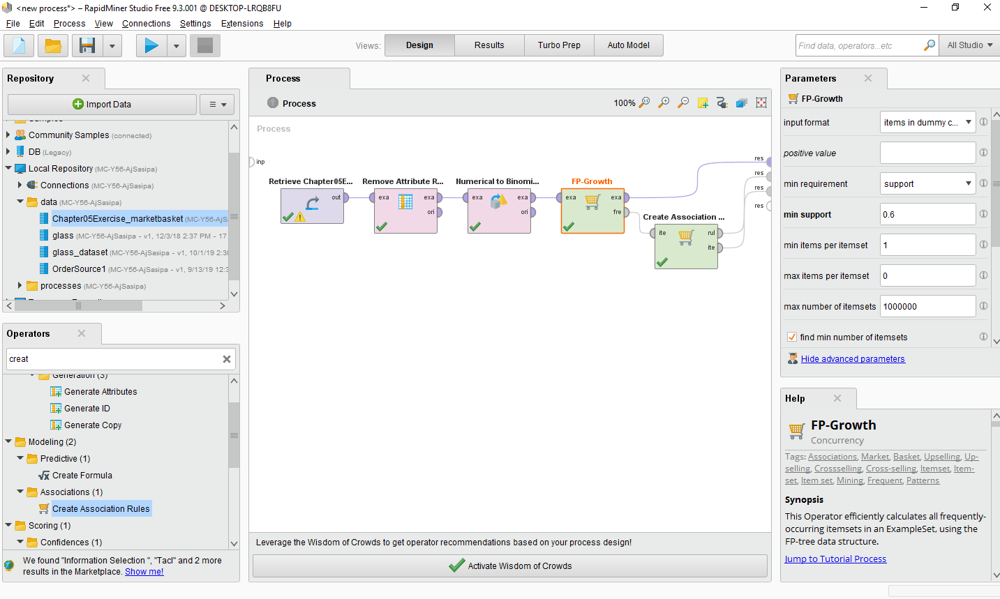 <new process*> – RapidMiner Studio Free 9.3.001 @ DESKTOP-LRQB8FU
File Edit Process View Connections Settings Extensions Help
Views: Design Results Turbo Prep Auto Model
Find data, operators...etc
All Studio
Repository
Import Data
Community Samples (connected)
DB (Legacy)
Local Repository (MC-Y56-AjSasipa)
Connections (MC-Y56-AjSasipa)
data (MC-Y56-AjSasipa)
Chapter05Exercise_marketbasket (MC-Y56-AjS
glass (MC-Y56-AjSasipa - v1, 12/3/18 2:37 PM - 17
glass_dataset (MC-Y56-AjSasipa - v1, 10/1/19 2:30
OrderSource1 (MC-Y56-AjSasipa - v1, 9/13/19 12:3
processes (MC-Y56-AjSasipa)
Operators
creat
Generation (3)
Generate Attributes
Generate ID
Generate Copy
Modeling (2)
Predictive (1)
Create Formula
Associations (1)
Create Association Rules
Scoring (1)
Confidences (1)
We found "Information Selection ", "Tacl" and 2 more
results in the Marketplace. Show me!
Process
Process
100%
Process
inp
res
res
res
res
Retrieve Chapter05E...
out
Remove Attribute R...
exa exa
ori
Numerical to Binomi...
exa exa
ori
FP-Growth
exa exa
fre
Create Association ...
ite rul
ite
Leverage the Wisdom of Crowds to get operator recommendations based on your process design!
Activate Wisdom of Crowds
Parameters
FP-Growth
input format items in dummy c...
positive value
min requirement support
min support 0.6
min items per itemset 1
max items per itemset 0
max number of itemsets 1000000
find min number of itemsets
Hide advanced parameters
Help
FP-Growth
Concurrency
Tags: Associations, Market, Basket, Upselling, Up-
selling, Crossselling, Cross-selling, Itemset, Item-
set, Item set, Mining, Frequent, Patterns
Synopsis
This Operator efficiently calculates all frequently-
occurring itemsets in an ExampleSet, using the
FP-tree data structure.
Jump to Tutorial Process